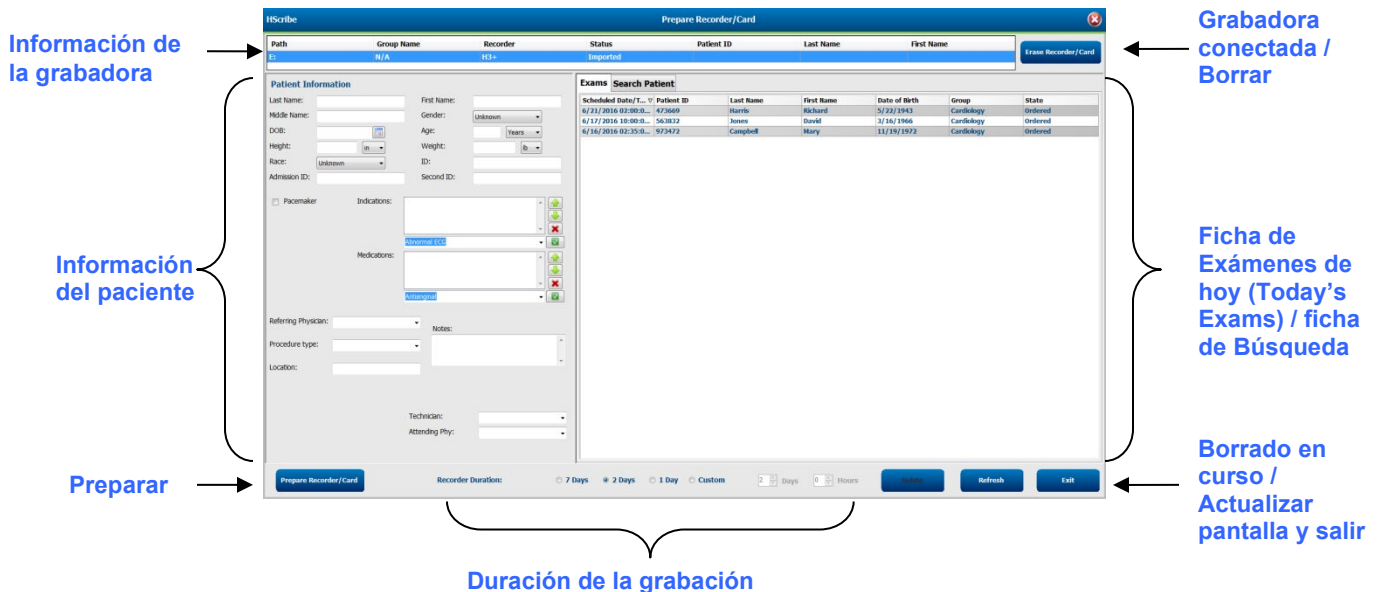 HScribe
Prepare Recorder/Card
Información de
la grabadora
Path Group Name Recorder Status Patient ID Last Name First Name
E: N/A H3+ Imported
Erase Recorder/Card
Grabadora
conectada /
Borrar
Información
del paciente
Patient Information
Last Name: First Name:
Middle Name: Gender: Unknown
DOB: Age: Years
Height: in Weight: lb
Race: Unknown ID:
Admission ID: Second ID:
Pacemaker Indications:
Abnormal ECG
Medications:
Antianginal
Referring Physician: Notes:
Procedure type:
Location:
Technician:
Attending Phy:
Exams Search Patient
Scheduled Date/T... Patient ID Last Name First Name Date of Birth Group State
6/21/2016 02:00:0... 473669 Harris Richard 5/22/1943 Cardiology Ordered
6/17/2016 10:00:0... 563832 Jones David 3/16/1966 Cardiology Ordered
6/16/2016 02:35:0... 973472 Campbell Mary 11/19/1972 Cardiology Ordered
Ficha de
Exámenes de
hoy (Today’s
Exams) / ficha
de Búsqueda
Preparar
Prepare Recorder/Card Recorder Duration: 7 Days 2 Days 1 Day Custom 2 Days 0 Hours Refresh Exit
Borrado en
curso /
Actualizar
pantalla y salir
Duración de la grabación